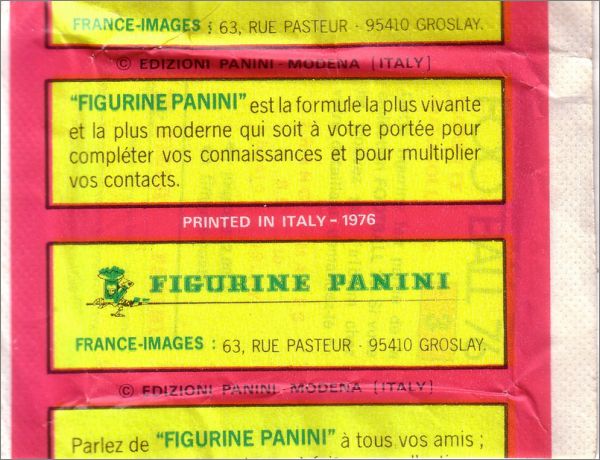 FRANCE-IMAGES : 63, RUE PASTEUR - 95410 GROSLAY.
© EDIZIONI PANINI - MODENA [ITALY]
"FIGURINE PANINI" est la formule la plus vivante
et la plus moderne qui soit à votre portée pour
compléter vos connaissances et pour multiplier
vos contacts.
PRINTED IN ITALY - 1976
FIGURINE PANINI
FRANCE-IMAGES : 63, RUE PASTEUR - 95410 GROSLAY.
© EDIZIONI PANINI - MODENA [ITALY]
Parlez de "FIGURINE PANINI" à tous vos amis ;